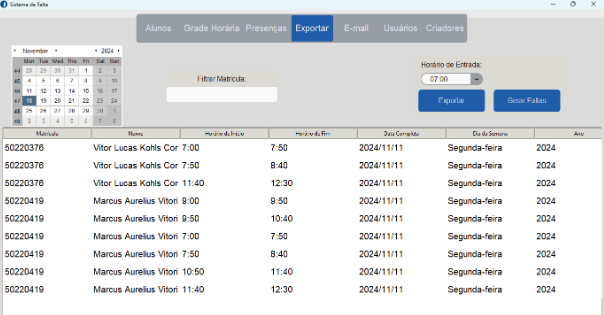 Sistema de Falta
Alunos Grade Horária Presenças Exportar E-mail Usuários Criadores
November 2024
Mon Tue Wed Thu Fri Sat Sun
44 28 29 30 31 1 2 3
45 4 5 6 7 8 9 10
46 11 12 13 14 15 16 17
47 18 19 20 21 22 23 24
48 25 26 27 28 29 30 1
49 2 3 4 5 6 7 8
Filtrar Matrícula:
Horário de Entrada:
07:00
Exportar Gerar Faltas
Matrícula Nome Horário de Início Horário de Fim Data Completa Dia da Semana Ano
50220376 Vitor Lucas Kohls Cor 7:00 7:50 2024/11/11 Segunda-feira 2024
50220376 Vitor Lucas Kohls Cor 7:50 8:40 2024/11/11 Segunda-feira 2024
50220376 Vitor Lucas Kohls Cor 11:40 12:30 2024/11/11 Segunda-feira 2024
50220419 Marcus Aurelius Vitori 9:00 9:50 2024/11/11 Segunda-feira 2024
50220419 Marcus Aurelius Vitori 9:50 10:40 2024/11/11 Segunda-feira 2024
50220419 Marcus Aurelius Vitori 7:00 7:50 2024/11/11 Segunda-feira 2024
50220419 Marcus Aurelius Vitori 7:50 8:40 2024/11/11 Segunda-feira 2024
50220419 Marcus Aurelius Vitori 10:50 11:40 2024/11/11 Segunda-feira 2024
50220419 Marcus Aurelius Vitori 11:40 12:30 2024/11/11 Segunda-feira 2024